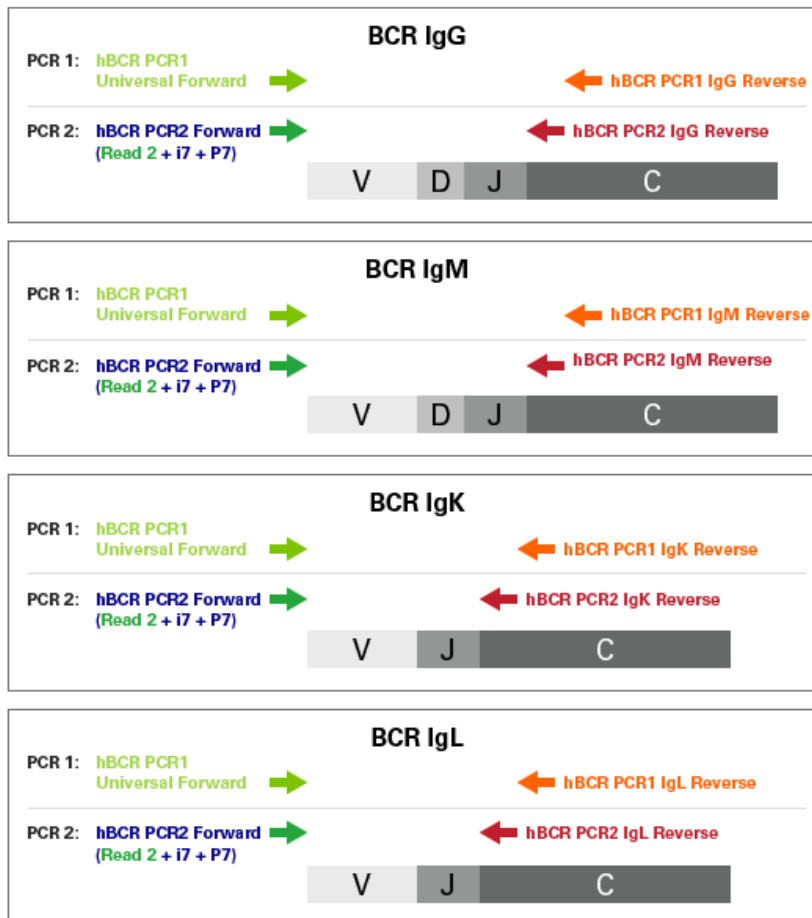 BCR IgG
PCR 1: hBCR PCR1
Universal Forward
hBCR PCR1 IgG Reverse
PCR 2: hBCR PCR2 Forward
(Read 2 + i7 + P7)
hBCR PCR2 IgG Reverse
V D J C
BCR IgM
PCR 1: hBCR PCR1
Universal Forward
hBCR PCR1 IgM Reverse
PCR 2: hBCR PCR2 Forward
(Read 2 + i7 + P7)
hBCR PCR2 IgM Reverse
V D J C
BCR IgK
PCR 1: hBCR PCR1
Universal Forward
hBCR PCR1 IgK Reverse
PCR 2: hBCR PCR2 Forward
(Read 2 + i7 + P7)
hBCR PCR2 IgK Reverse
V J C
BCR IgL
PCR 1: hBCR PCR1
Universal Forward
hBCR PCR1 IgL Reverse
PCR 2: hBCR PCR2 Forward
(Read 2 + i7 + P7)
hBCR PCR2 IgL Reverse
V J C